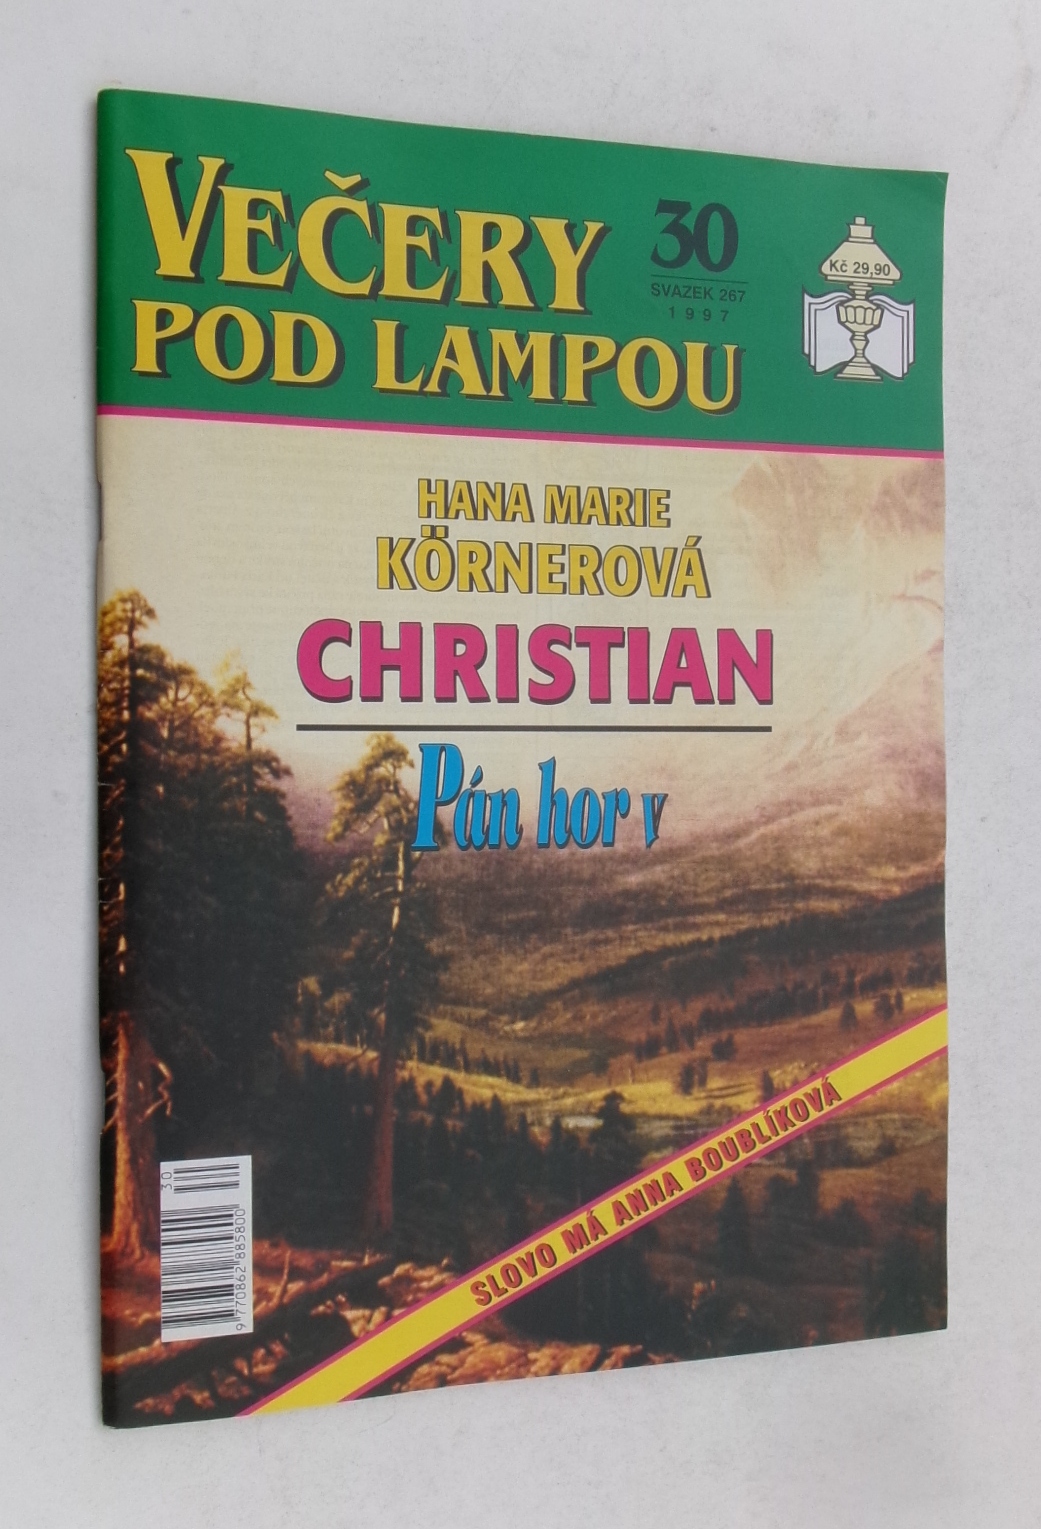 VEČERY
POD LAMPOU
30
SVAZEK 267
1997
Kč 29,90
HANA MARIE
KÖRNEROVÁ
CHRISTIAN
Pán hor V
SLOVO MÁ ANNA BOUBLÍKOVÁ
30
9 770862 885800